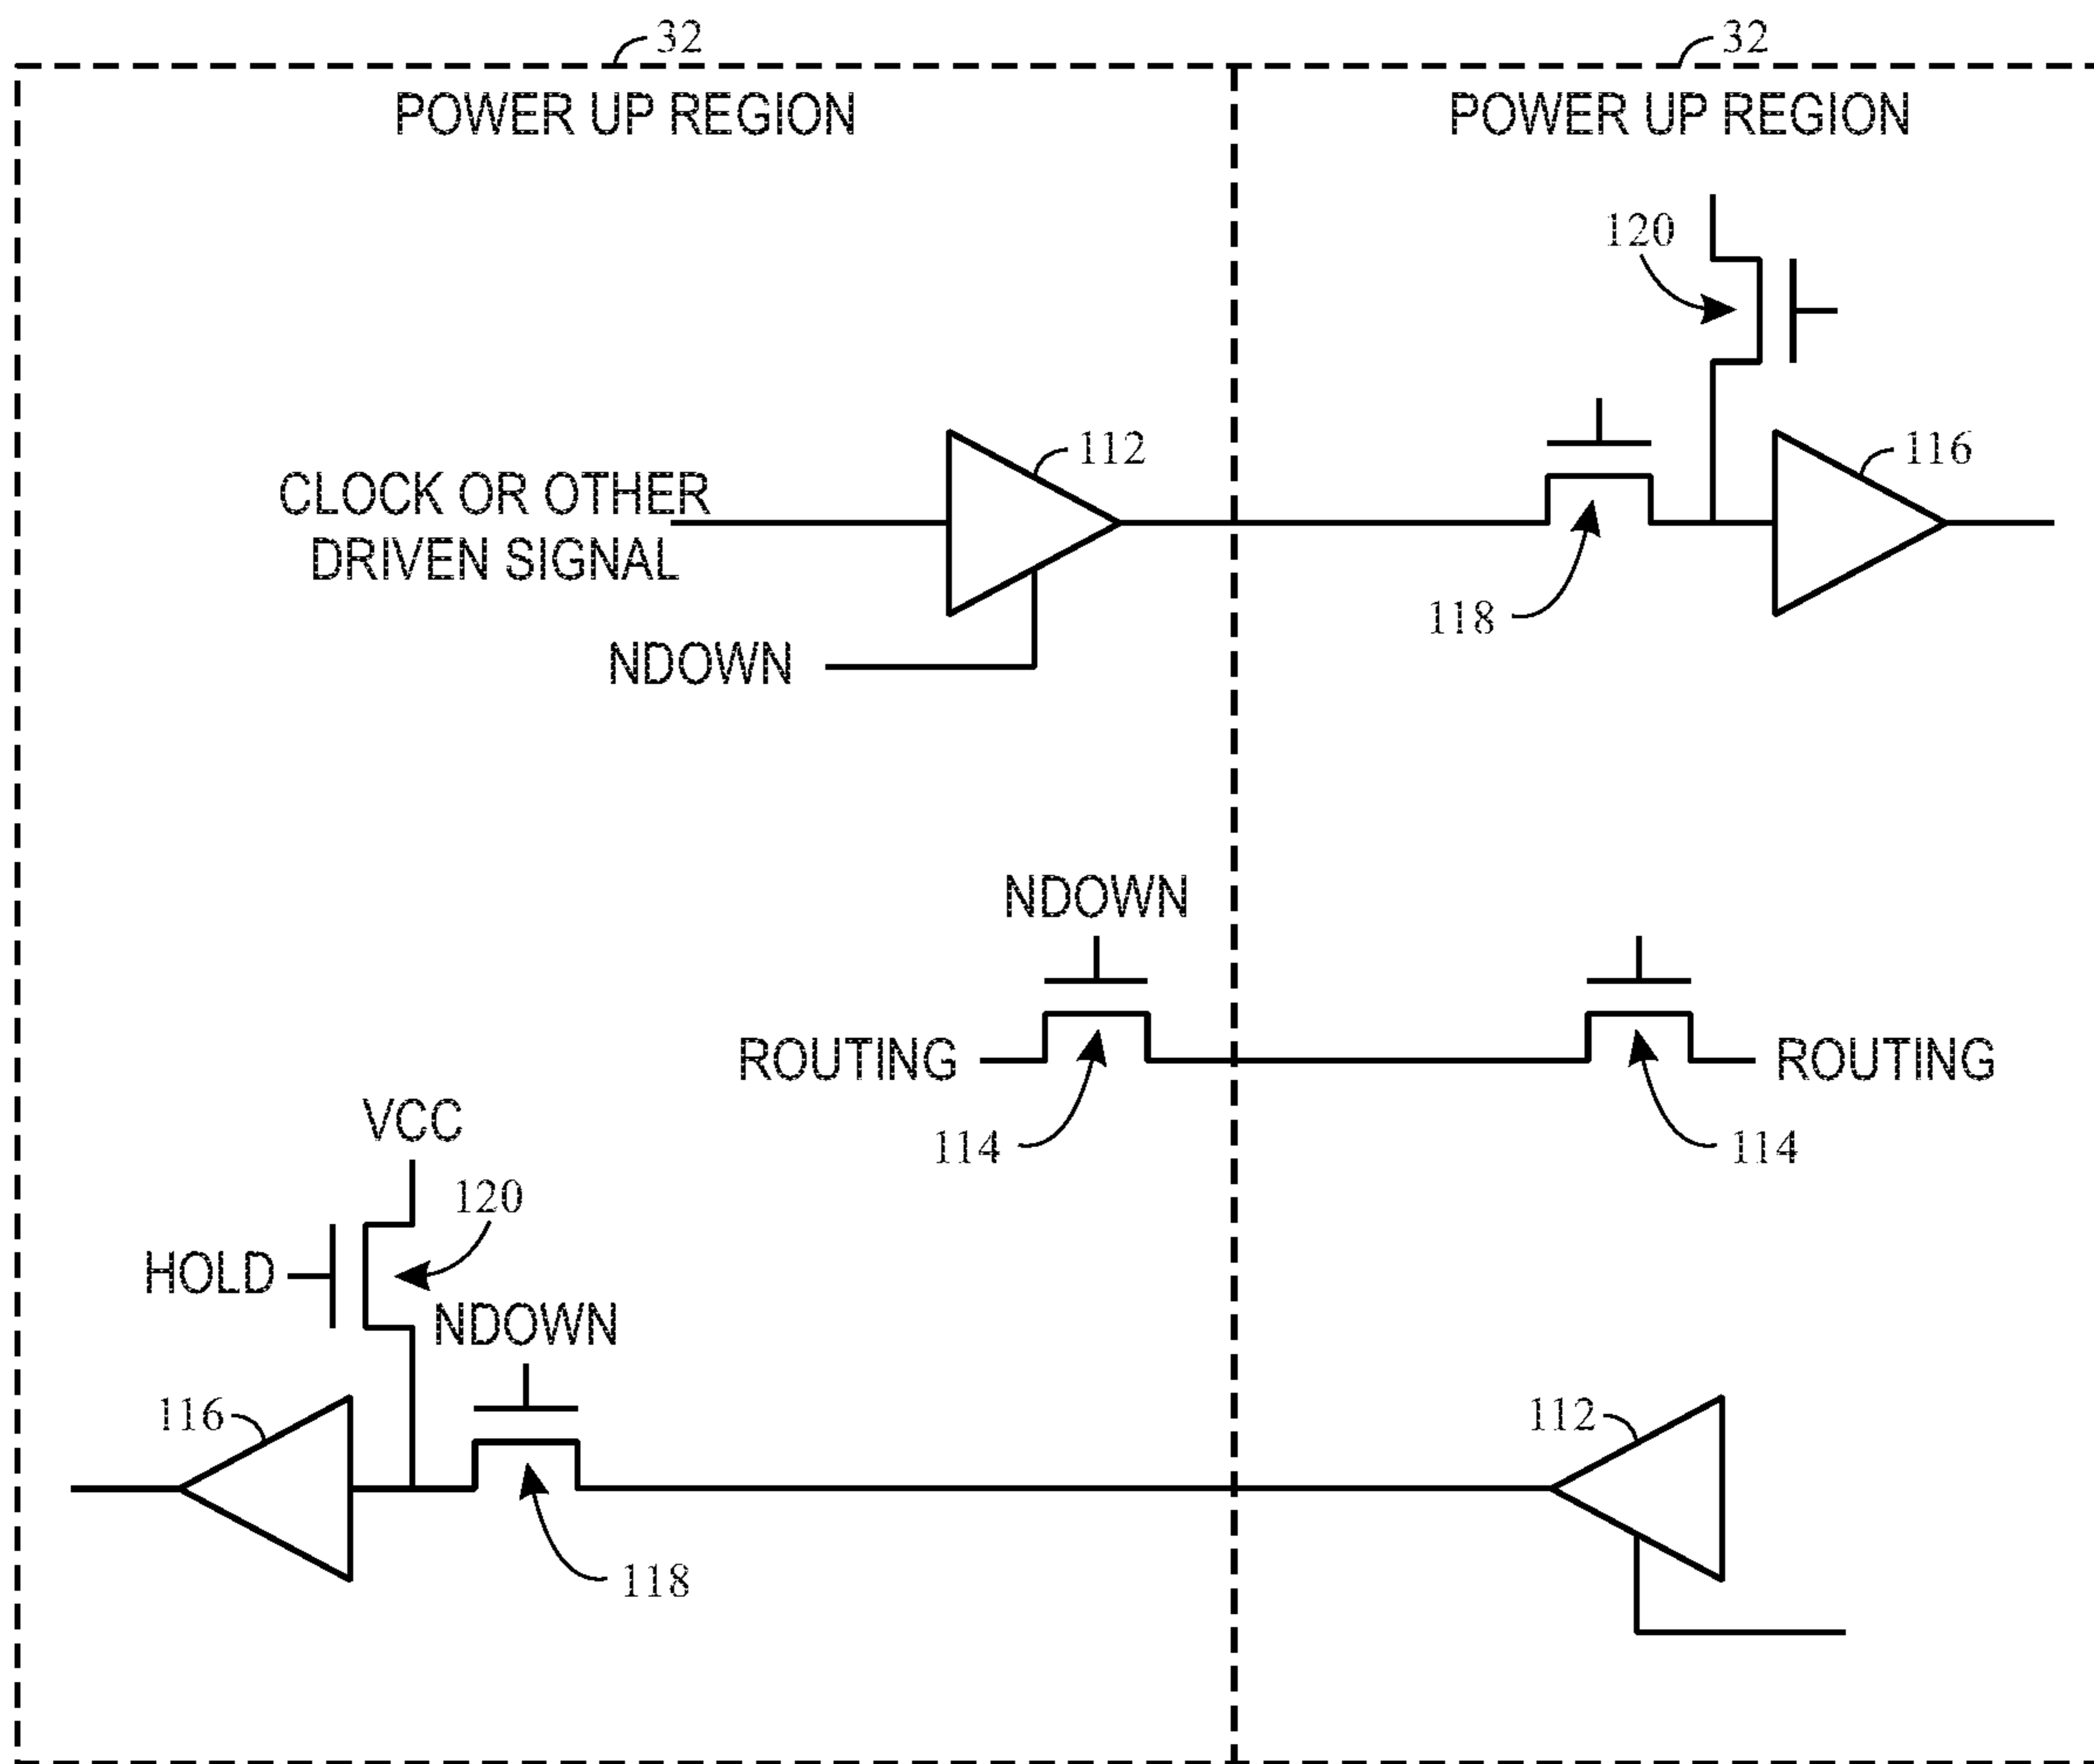 32
32
POWER UP REGION
POWER UP REGION
120
112
116
CLOCK OR OTHER
DRIVEN SIGNAL
118
NDOWN
NDOWN
ROUTING
ROUTING
114
114
VCC
120
HOLD
NDOWN
116
112
118